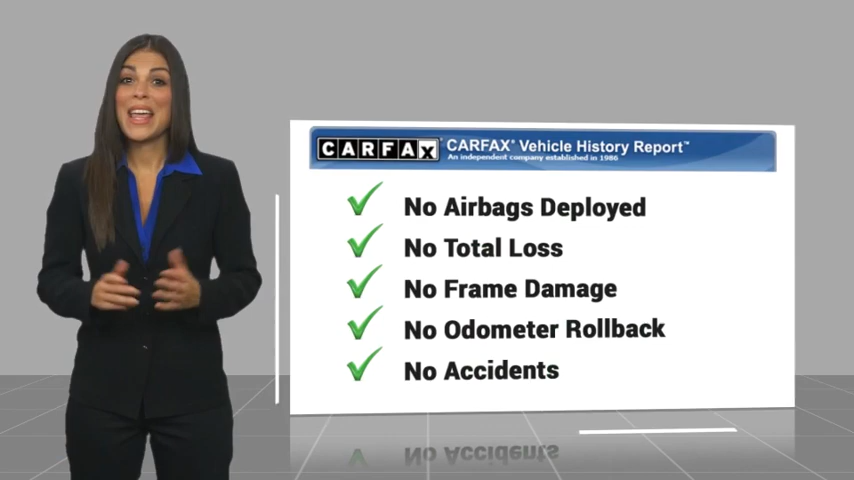 CARFAX® CARFAX® Vehicle History Report™
An independent company established in 1986
No Airbags Deployed
No Total Loss
No Frame Damage
No Odometer Rollback
No Accidents
No Accidents